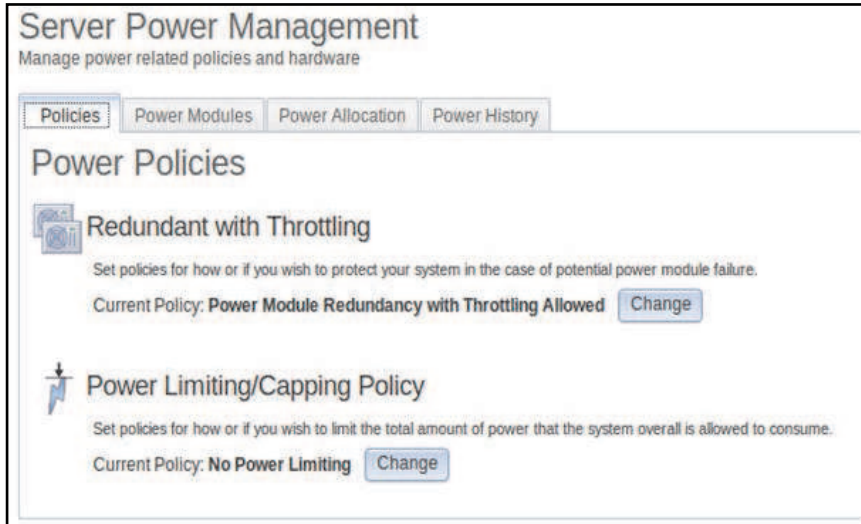 Server Power Management
Manage power related policies and hardware
Policies Power Modules Power Allocation Power History
Power Policies
Redundant with Throttling
Set policies for how or if you wish to protect your system in the case of potential power module failure.
Current Policy: Power Module Redundancy with Throttling Allowed Change
Power Limiting/Capping Policy
Set policies for how or if you wish to limit the total amount of power that the system overall is allowed to consume.
Current Policy: No Power Limiting Change